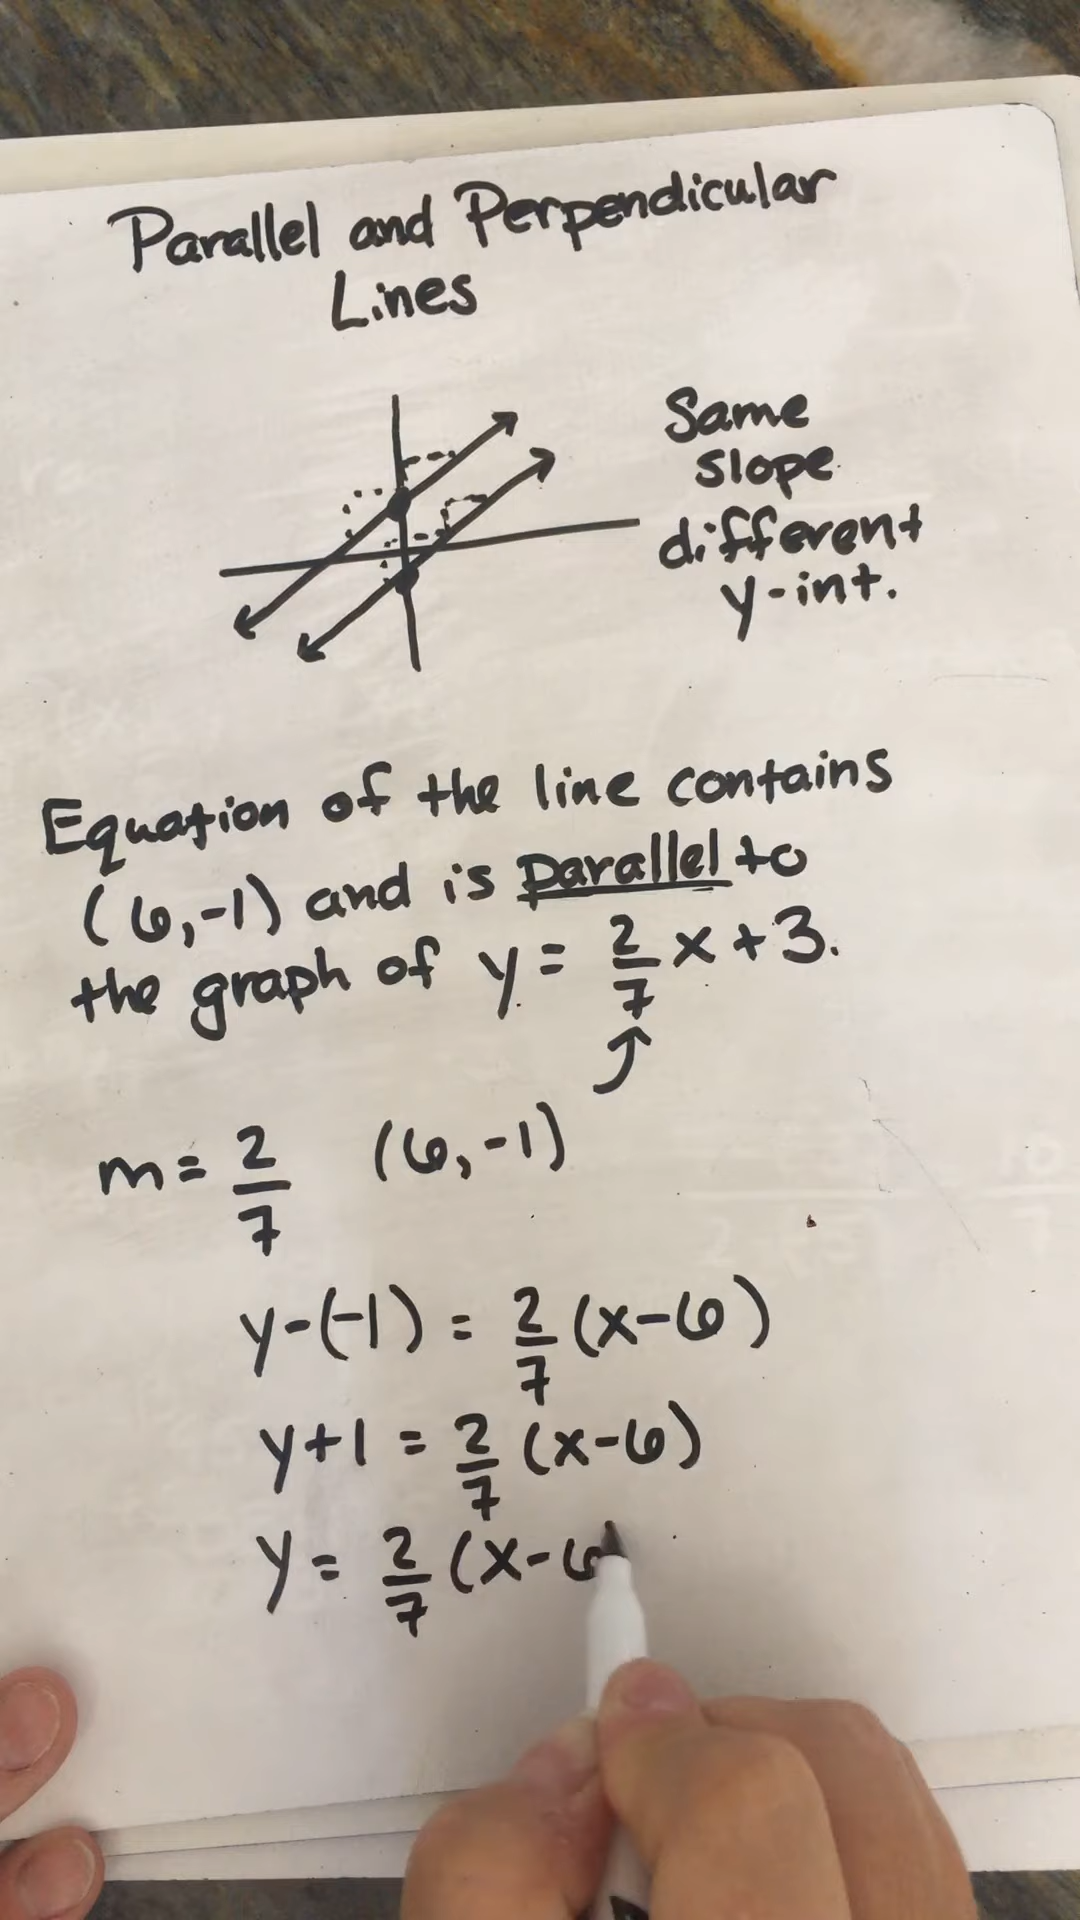 Parallel and Perpendicular
Lines
Same
slope
different
y-int.
Equation of the line contains
(6,-1) and is parallel to
the graph of y = 2/7 x + 3.
m = 2/7 (6,-1)
y-(-1) = 2/7 (x-6)
y+1 = 2/7 (x-6)
y = 2/7 (x-6